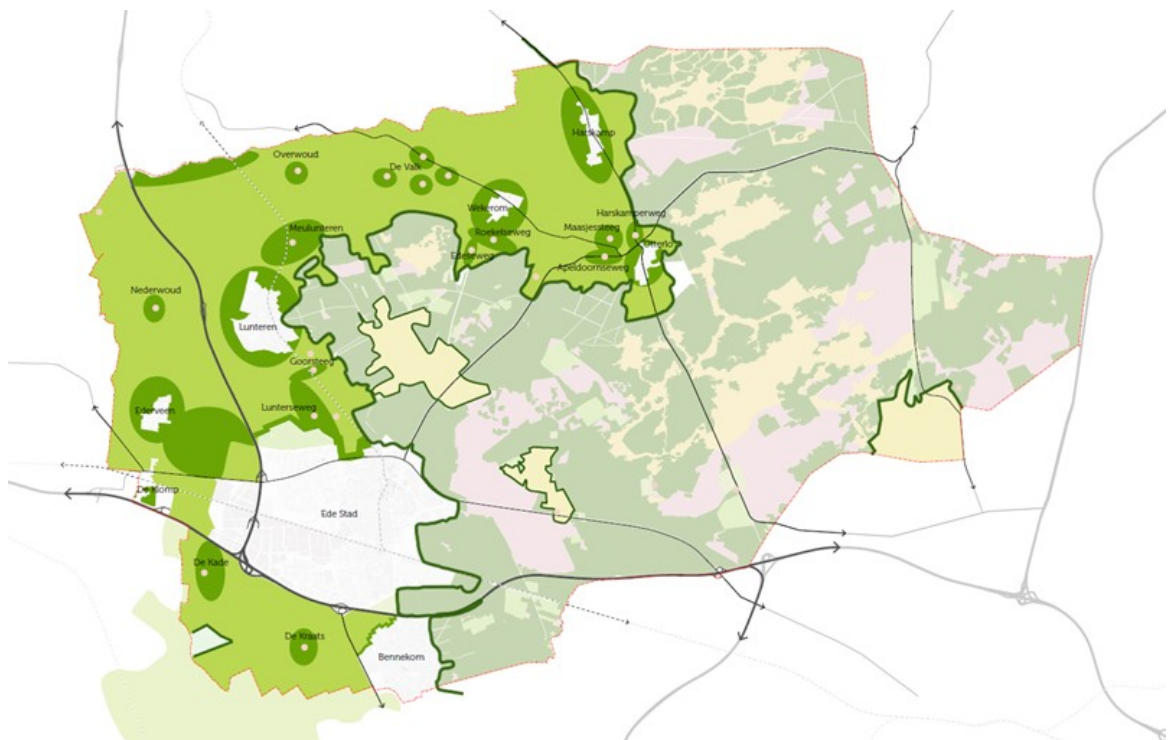 Harskamp
Overwoud
De Valk
Wekerom
Harskamperweg
Meulunteren
Roekelseweg
Maasjessteeg
Otterlo
Edeseweg
Apeldoornseweg
Nederwoud
Lunteren
Goorsteeg
Lunterseweg
Ederveen
De Klomp
Ede Stad
De Kade
De Kraats
Bennekom